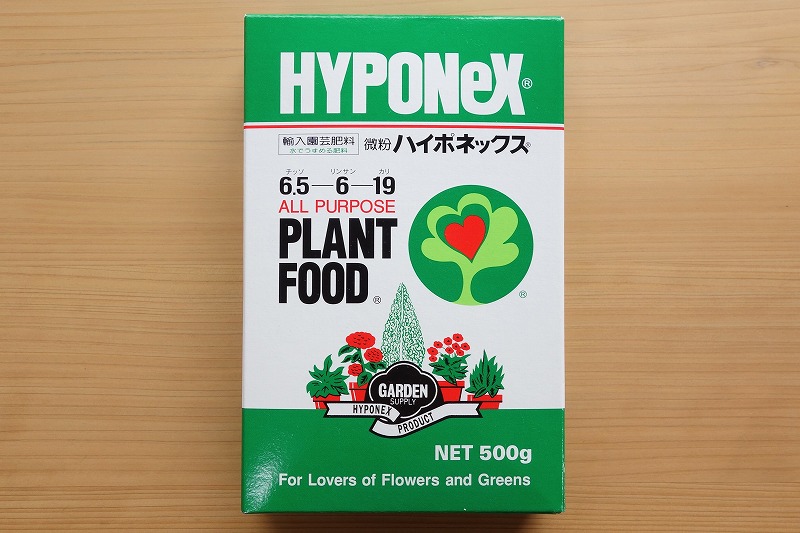 HYPONeX®
輸入園芸肥料
水でうすめる肥料
微粉 ハイポネックス®
チッソ リンサン カリ
6.5—6—19
ALL PURPOSE
PLANT
FOOD®
®
GARDEN
SUPPLY
HYPONEX PRODUCT
NET 500g
For Lovers of Flowers and Greens